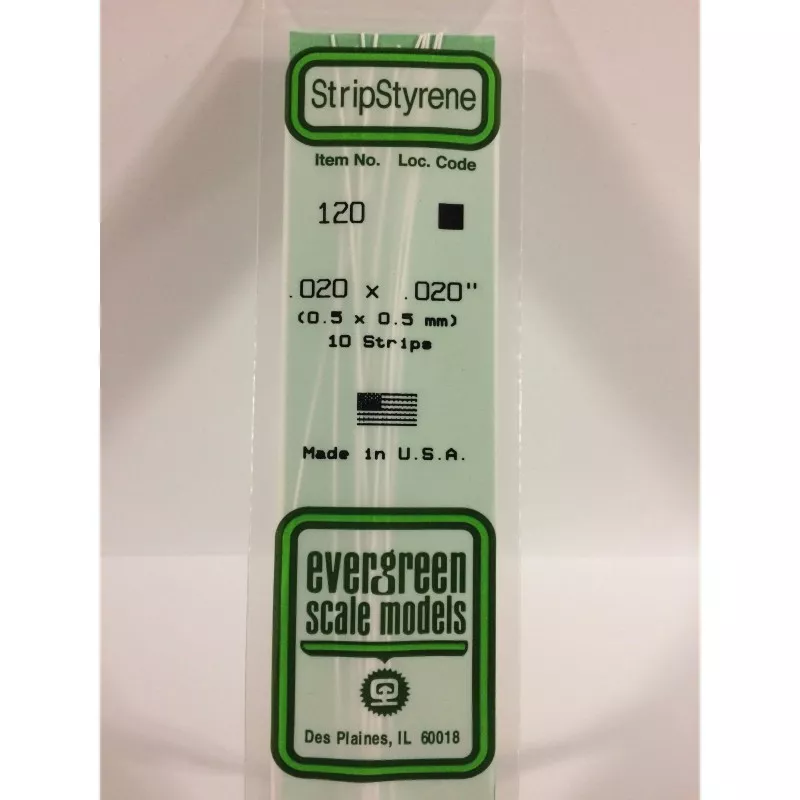 StripStyrene
Item No. Loc. Code
120
.020 x .020"
(0.5 x 0.5 mm)
10 Strips
Made in U.S.A.
evergreen
scale models
Des Plaines, IL 60018